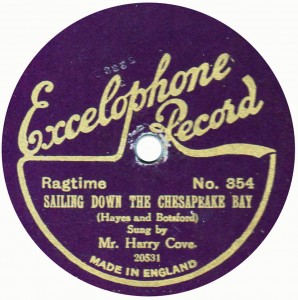 Excelophone
Record
Ragtime No. 354
SAILING DOWN THE CHESAPEAKE BAY
(Hayes and Botsford)
Sung by
Mr. Harry Cove.
20531
MADE IN ENGLAND